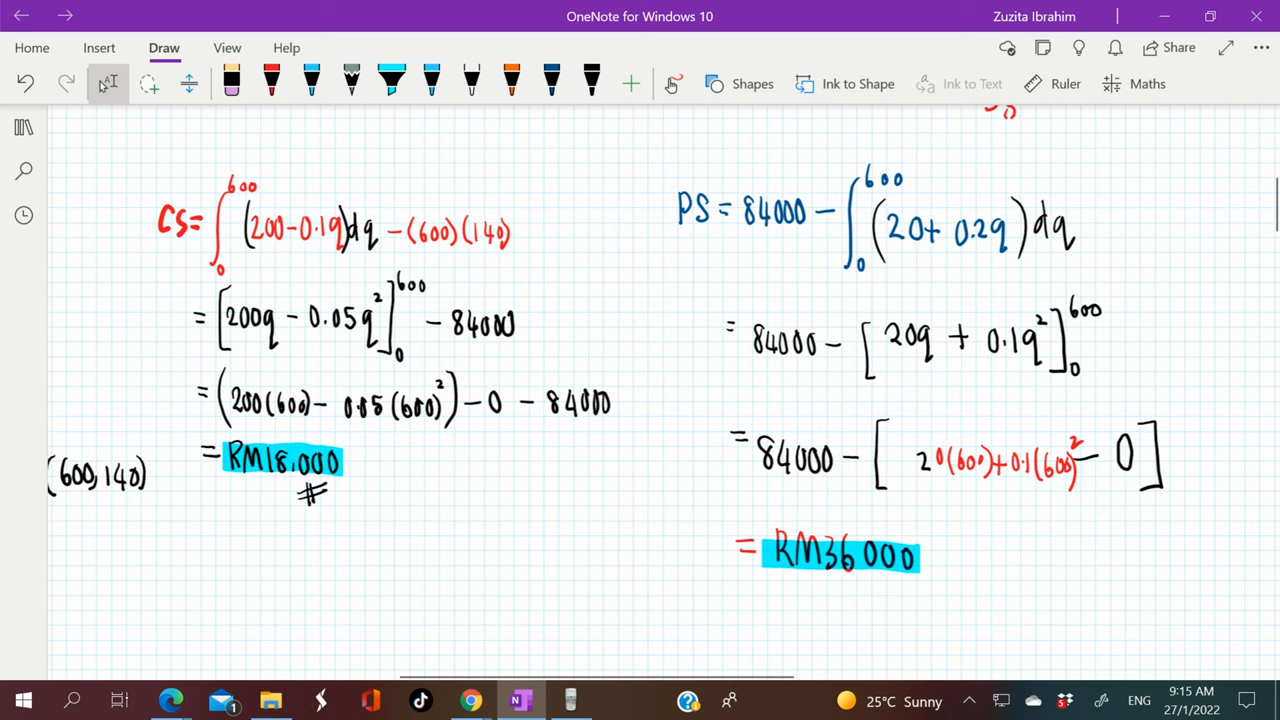 OneNote for Windows 10
Zuzita Ibrahim
Home Insert Draw View Help
Share
Shapes Ink to Shape Ink to Text Ruler Maths
CS = ∫₀⁶⁰⁰ (200 - 0.1q) dq - (600)(140)
= [200q - 0.05q²]₀⁶⁰⁰ - 84000
= (200(600) - 0.05(600)²) - 0 - 84000
= RM18,000
(600,140)
PS = 84000 - ∫₀⁶⁰⁰ (20 + 0.2q) dq
= 84000 - [20q + 0.1q²]₀⁶⁰⁰
= 84000 - [20(600) + 0.1(600)² - 0]
= RM36000
1
25°C Sunny
ENG
9:15 AM
27/1/2022